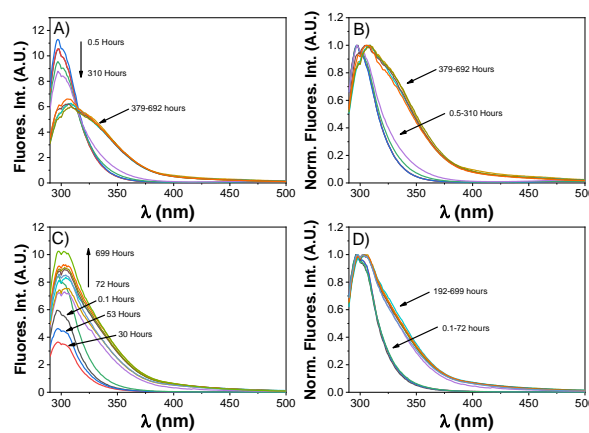 A)
Fluores. Int. (A.U.)
12
10
8
6
4
2
0
0.5 Hours
310 Hours
379-692 hours
300
350
400
450
500
λ (nm)
B)
Norm. Fluores. Int. (A.U.)
1.0
0.8
0.6
0.4
0.2
0.0
379-692 Hours
0.5-310 Hours
300
350
400
450
500
λ (nm)
C)
Fluores. Int. (A.U.)
12
10
8
6
4
2
0
699 Hours
72 Hours
0.1 Hours
53 Hours
30 Hours
300
350
400
450
500
λ (nm)
D)
Norm. Fluores. Int. (A.U.)
1.2
1.0
0.8
0.6
0.4
0.2
0.0
192-699 hours
0.1-72 hours
300
350
400
450
500
λ (nm)